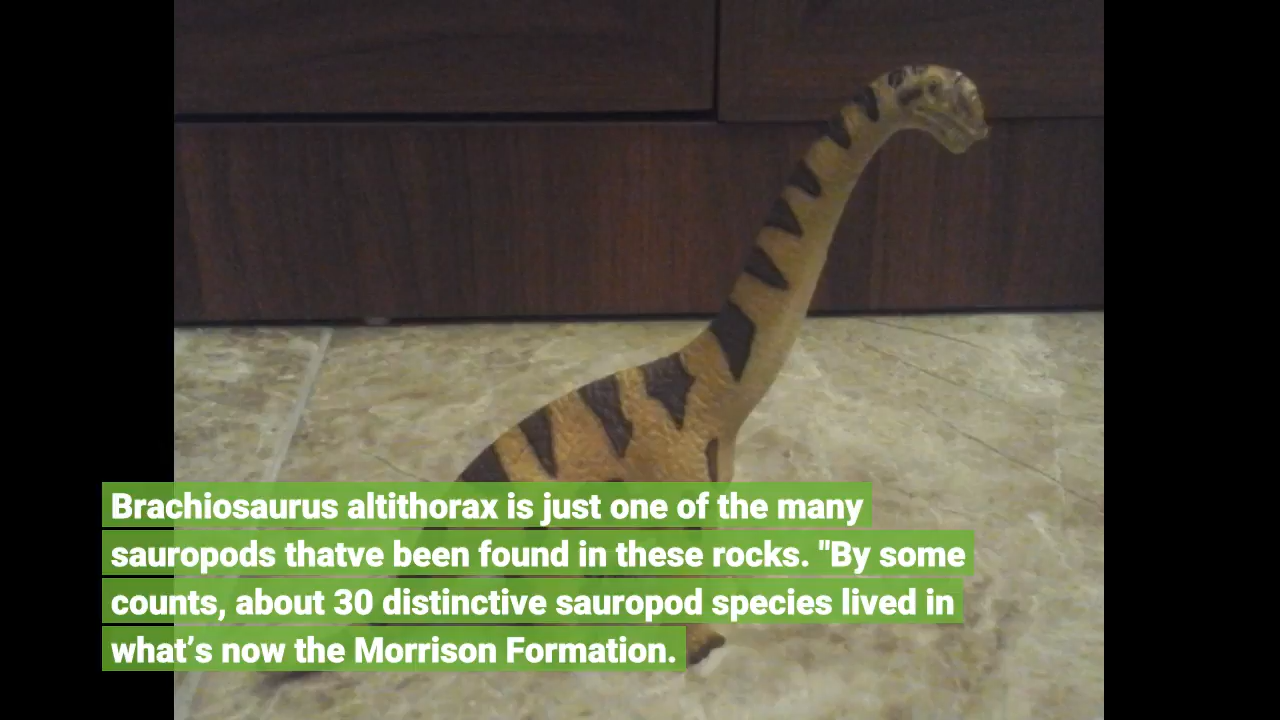 Brachiosaurus altithorax is just one of the many
sauropods thatve been found in these rocks. "By some
counts, about 30 distinctive sauropod species lived in
what’s now the Morrison Formation.